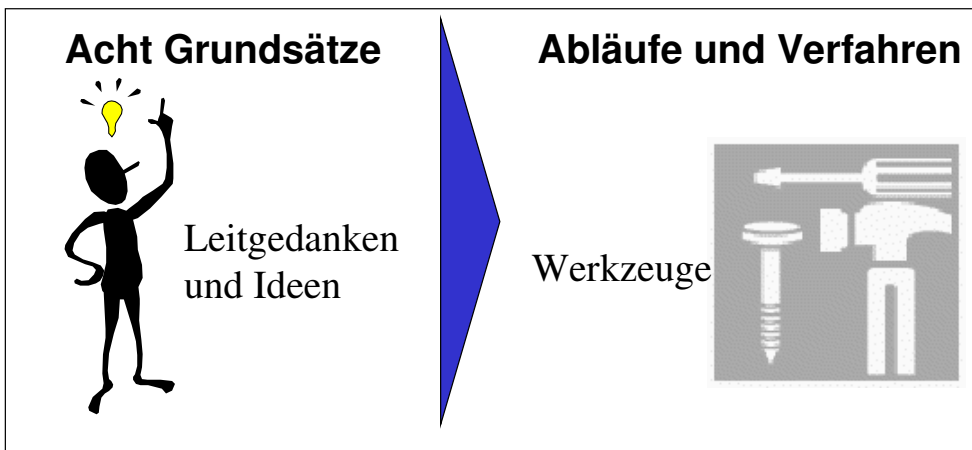 Acht Grundsätze
Leitgedanken
und Ideen
Abläufe und Verfahren
Werkzeuge